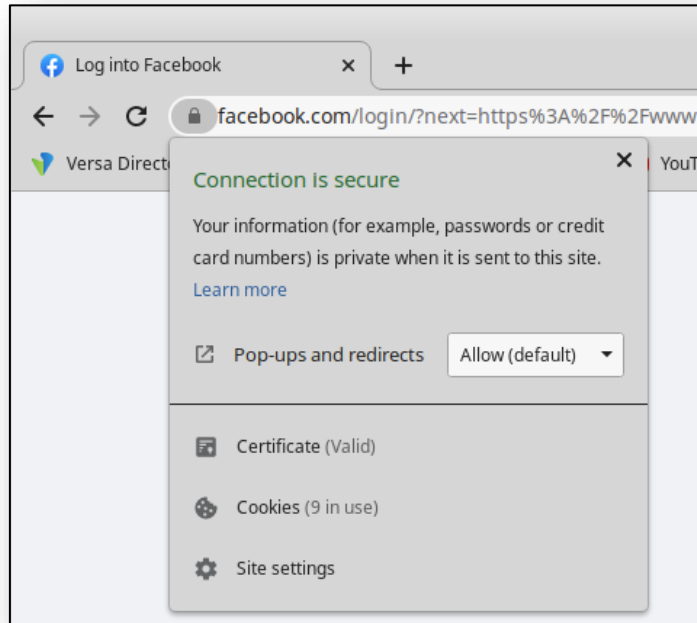 Log into Facebook
facebook.com/login/?next=https%3A%2F%2Fwww
Versa Direct
YouT
Connection is secure
Your information (for example, passwords or credit
card numbers) is private when it is sent to this site.
Learn more
Pop-ups and redirects Allow (default)
Certificate (Valid)
Cookies (9 in use)
Site settings